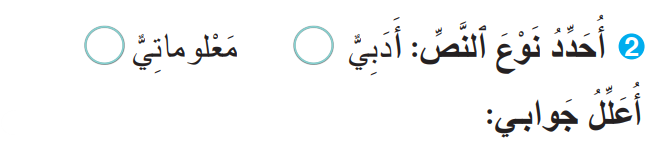 2 أُحَدِّدُ نَوْعَ ٱلنَّصِّ: أَدَبِيٌّ مَعْلوماتِيٌّ
أُعَلِّلُ جَوابي: